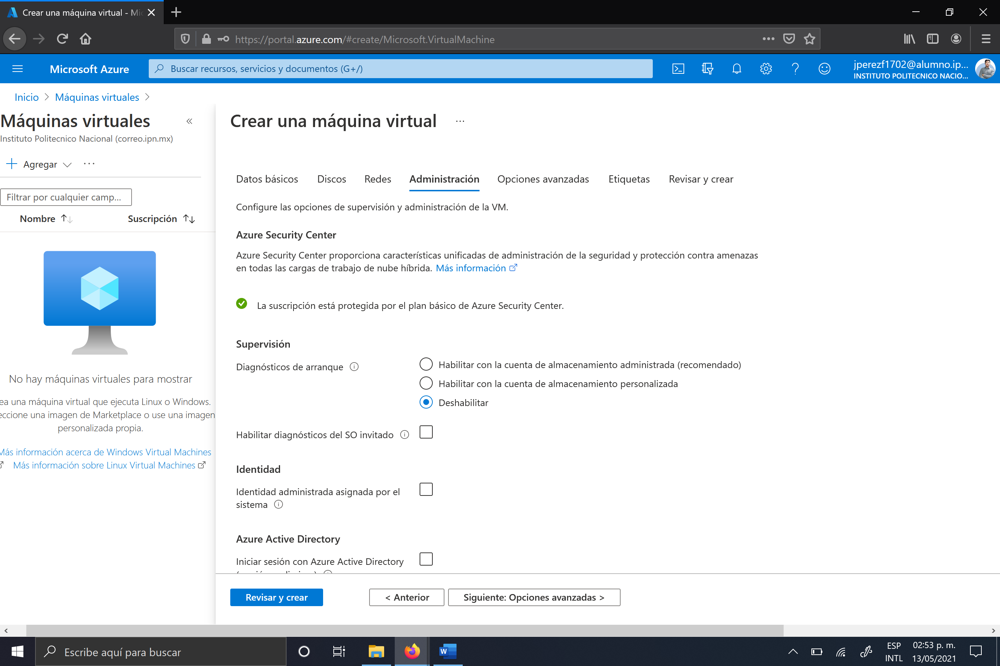 Crear una máquina virtual - Mic
https://portal.azure.com/#create/Microsoft.VirtualMachine
Microsoft Azure
Buscar recursos, servicios y documentos (G+/)
jperezf1702@alumno.ip...
INSTITUTO POLITECNICO NACIO...
Inicio > Máquinas virtuales >
Máquinas virtuales
«
Instituto Politecnico Nacional (correo.ipn.mx)
+ Agregar ...
Filtrar por cualquier camp...
Nombre ↑↓ Suscripción ↑↓
No hay máquinas virtuales para mostrar
ea una máquina virtual que ejecuta Linux o Windows.
eccione una imagen de Marketplace o use una imagen
personalizada propia.
Más información acerca de Windows Virtual Machines
Más información sobre Linux Virtual Machines
Crear una máquina virtual ...
Datos básicos Discos Redes Administración Opciones avanzadas Etiquetas Revisar y crear
Configure las opciones de supervisión y administración de la VM.
Azure Security Center
Azure Security Center proporciona características unificadas de administración de la seguridad y protección contra amenazas
en todas las cargas de trabajo de nube híbrida. Más información
La suscripción está protegida por el plan básico de Azure Security Center.
Supervisión
Diagnósticos de arranque
Habilitar con la cuenta de almacenamiento administrada (recomendado)
Habilitar con la cuenta de almacenamiento personalizada
Deshabilitar
Habilitar diagnósticos del SO invitado
Identidad
Identidad administrada asignada por el
sistema
Azure Active Directory
Iniciar sesión con Azure Active Directory
Revisar y crear
< Anterior
Siguiente: Opciones avanzadas >
Escribe aquí para buscar
W
ESP
INTL
02:53 p. m.
13/05/2021